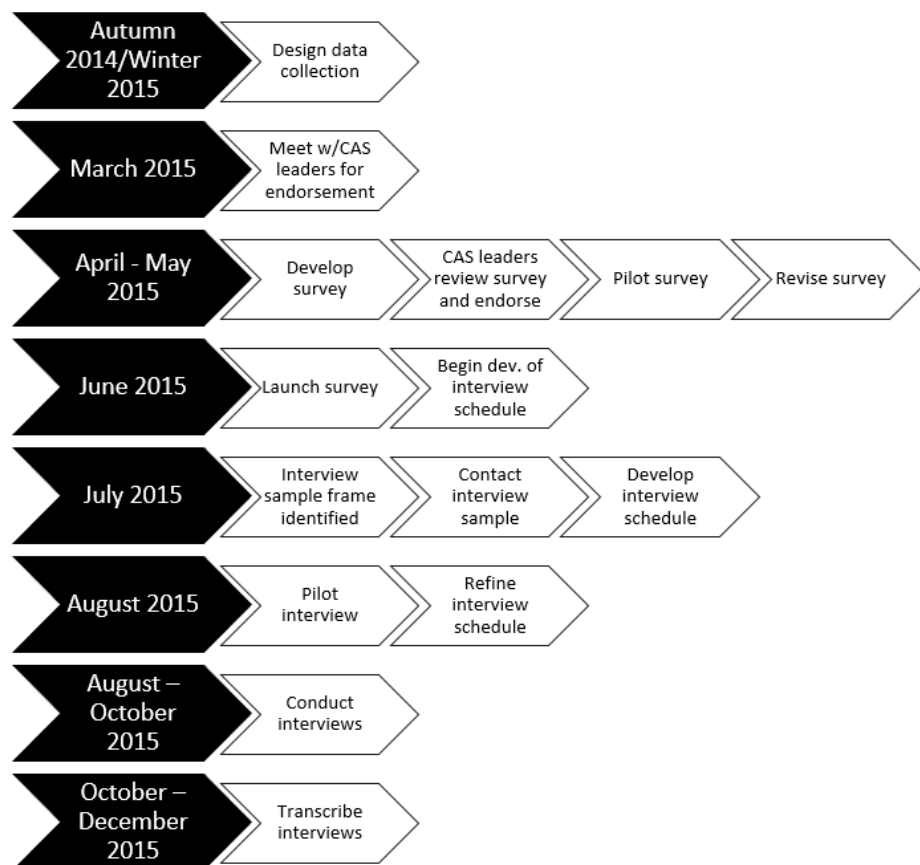 Autumn
2014/Winter
2015
Design data
collection
March 2015
Meet w/CAS
leaders for
endorsement
April - May
2015
Develop
survey
CAS leaders
review survey
and endorse
Pilot survey
Revise survey
June 2015
Launch survey
Begin dev. of
interview
schedule
July 2015
Interview
sample frame
identified
Contact
interview
sample
Develop
interview
schedule
August 2015
Pilot
interview
Refine
interview
schedule
August –
October
2015
Conduct
interviews
October –
December
2015
Transcribe
interviews